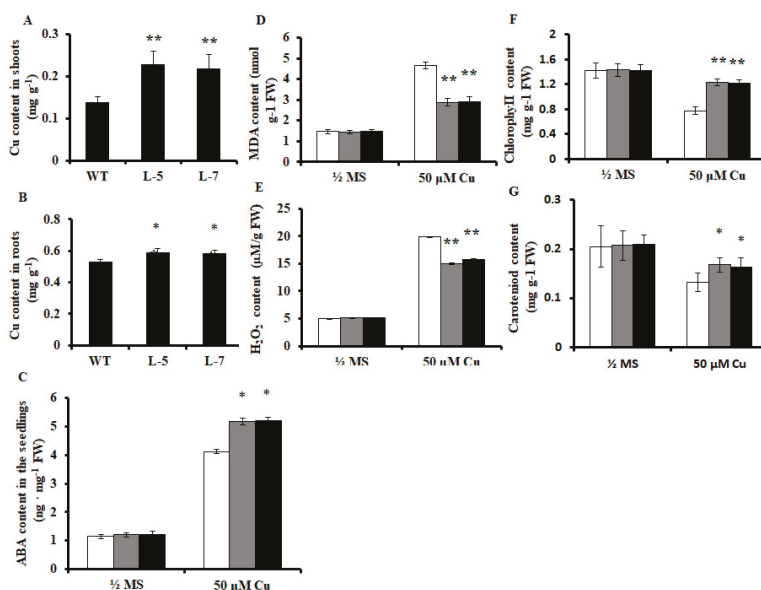 A
Cu content in shoots
(mg g-1)
0.3
0.2
0.1
0
**
**
WT
L-5
L-7
B
Cu content in roots
(mg g-1)
0.8
0.6
0.4
0.2
0
*
*
WT
L-5
L-7
C
ABA content in the seedlings
(ng · mg-1 FW)
6
5
4
3
2
1
0
*
*
½ MS
50 µM Cu
D
MDA content (nmol
g-1 FW)
6
5
4
3
2
1
0
**
**
½ MS
50 µM Cu
E
H2O2 content (µM/g FW)
25
20
15
10
5
0
**
**
½ MS
50 µM Cu
F
ChlorophyII content
(mg g-1 FW)
1.6
1.2
0.8
0.4
0
**
**
½ MS
50 µM Cu
G
Caroteniod content
(mg g-1 FW)
0.3
0.2
0.1
0
*
*
½ MS
50 µM Cu